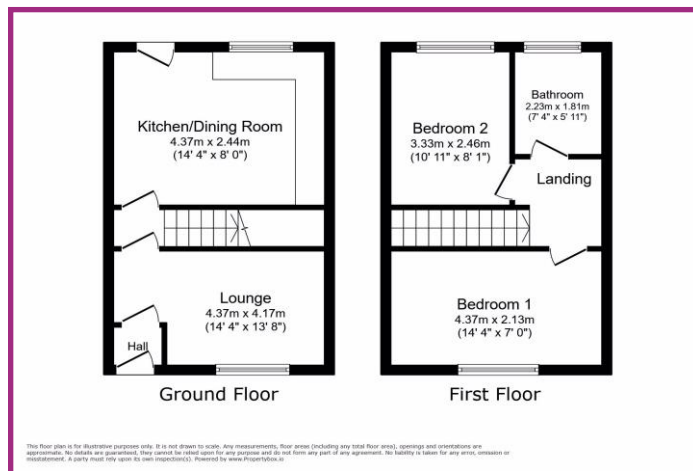 Kitchen/Dining Room
4.37m x 2.44m
(14' 4" x 8' 0")
Lounge
4.37m x 4.17m
(14' 4" x 13' 8")
Hall
Ground Floor
Bedroom 2
3.33m x 2.46m
(10' 11" x 8' 1")
Bathroom
2.23m x 1.81m
(7' 4" x 5' 11")
Landing
Bedroom 1
4.37m x 2.13m
(14' 4" x 7' 0")
First Floor
This floor plan is for illustrative purposes only. It is not drawn to scale. Any measurements, floor areas (including any total floor area), openings and orientations are
approximate. No details are guaranteed, they cannot be relied upon for any purpose and do not form any part of any agreement. No liability is taken for any error, omission or
misstatement. A party must rely upon its own inspection(s). Powered by www.Propertybox.io